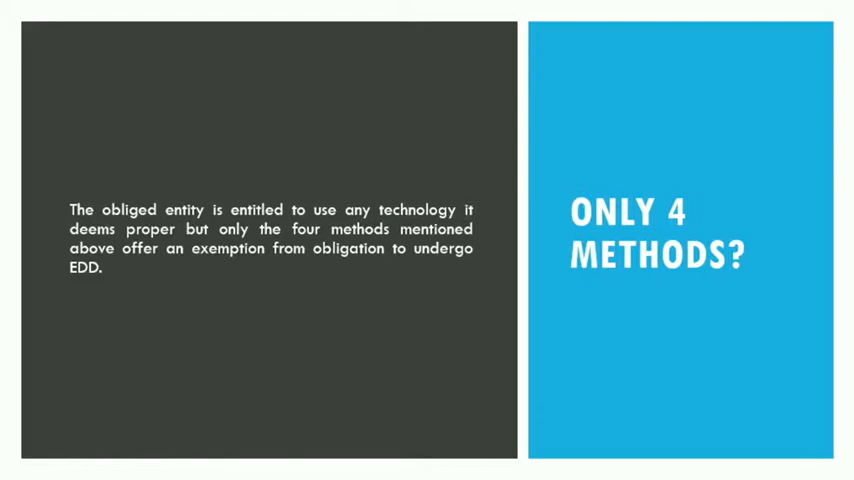 The obliged entity is entitled to use any technology it
deems proper but only the four methods mentioned
above offer an exemption from obligation to undergo
EDD.
ONLY 4
METHODS?